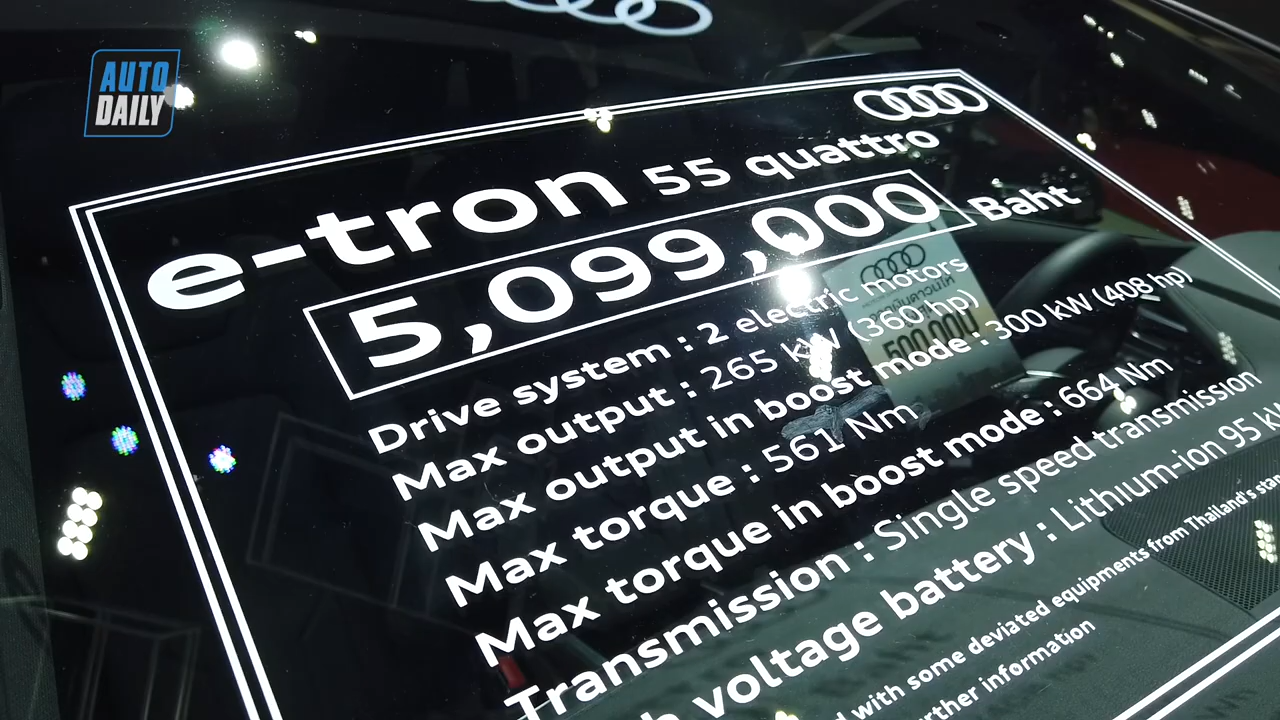 AUTO
DAILY
e-tron 55 quattro
5,099,000 Baht
Drive system : 2 electric motors
Max output : 265 kW (360 hp)
Max output in boost mode : 300 kW (408 hp)
Max torque : 561 Nm
Max torque in boost mode : 664 Nm
Transmission : Single speed transmission
voltage battery : Lithium-ion 95
with some deviated equipments from Thailand's
information
500,000